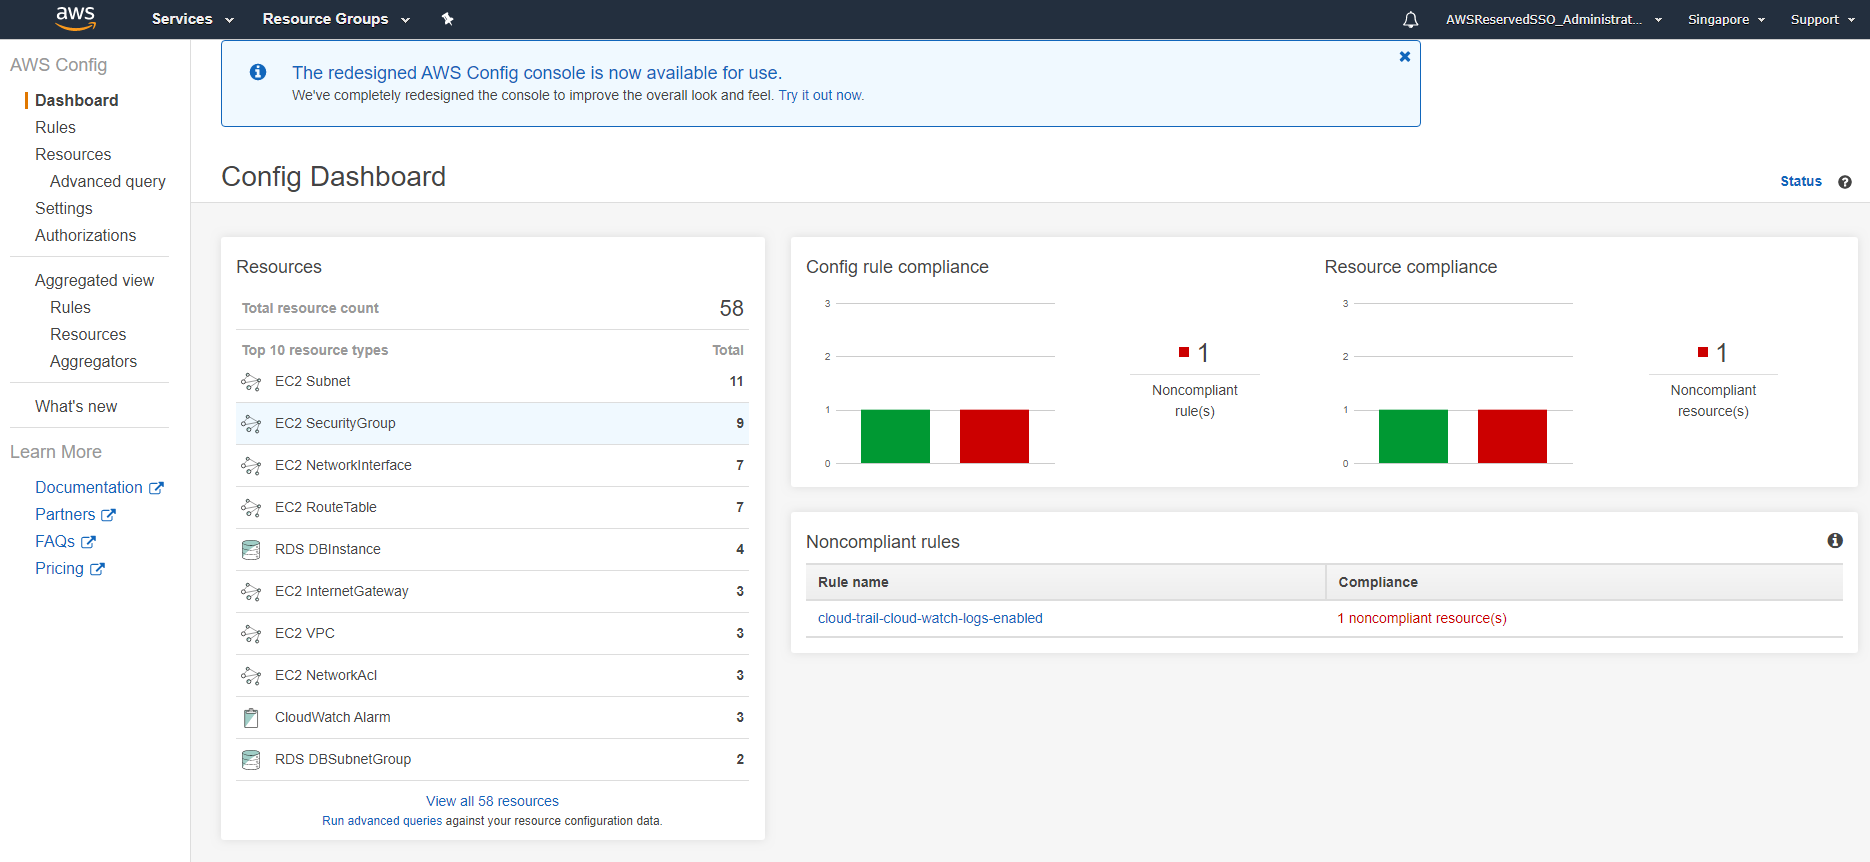 aws Services Resource Groups AWSReservedSSO_Administrat... Singapore Support
AWS Config
Dashboard
Rules
Resources
Advanced query
Settings
Authorizations
Aggregated view
Rules
Resources
Aggregators
What's new
Learn More
Documentation
Partners
FAQs
Pricing
The redesigned AWS Config console is now available for use.
We've completely redesigned the console to improve the overall look and feel. Try it out now.
Config Dashboard
Status
Resources
Total resource count 58
Top 10 resource types Total
EC2 Subnet 11
EC2 SecurityGroup 9
EC2 NetworkInterface 7
EC2 RouteTable 7
RDS DBInstance 4
EC2 InternetGateway 3
EC2 VPC 3
EC2 NetworkAcl 3
CloudWatch Alarm 3
RDS DBSubnetGroup 2
View all 58 resources
Run advanced queries against your resource configuration data.
Config rule compliance
3
2
1
0
1
Noncompliant
rule(s)
Resource compliance
3
2
1
0
1
Noncompliant
resource(s)
Noncompliant rules
Rule name Compliance
cloud-trail-cloud-watch-logs-enabled 1 noncompliant resource(s)